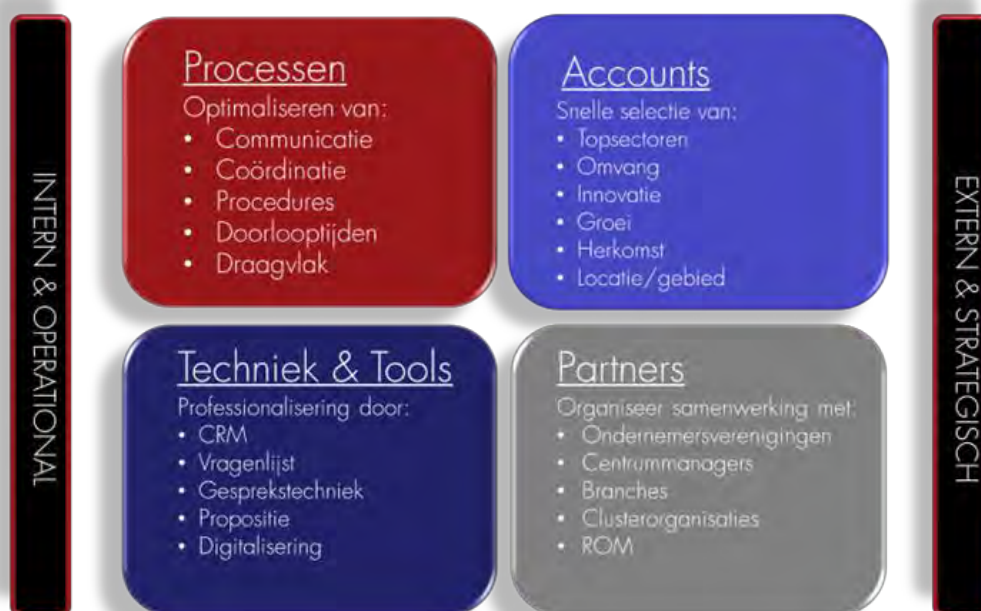 INTERN & OPERATIONAL
Processen
Optimaliseren van:
• Communicatie
• Coördinatie
• Procedures
• Doorlooptijden
• Draagvlak
Accounts
Snelle selectie van:
• Topsectoren
• Omvang
• Innovatie
• Groei
• Herkomst
• Locatie/gebied
Techniek & Tools
Professionalisering door:
• CRM
• Vragenlijst
• Gesprekstechniek
• Propositie
• Digitalisering
Partners
Organiseer samenwerking met:
• Ondernemersverenigingen
• Centrummanagers
• Branches
• Clusterorganisaties
• ROM
EXTERN & STRATEGISCH